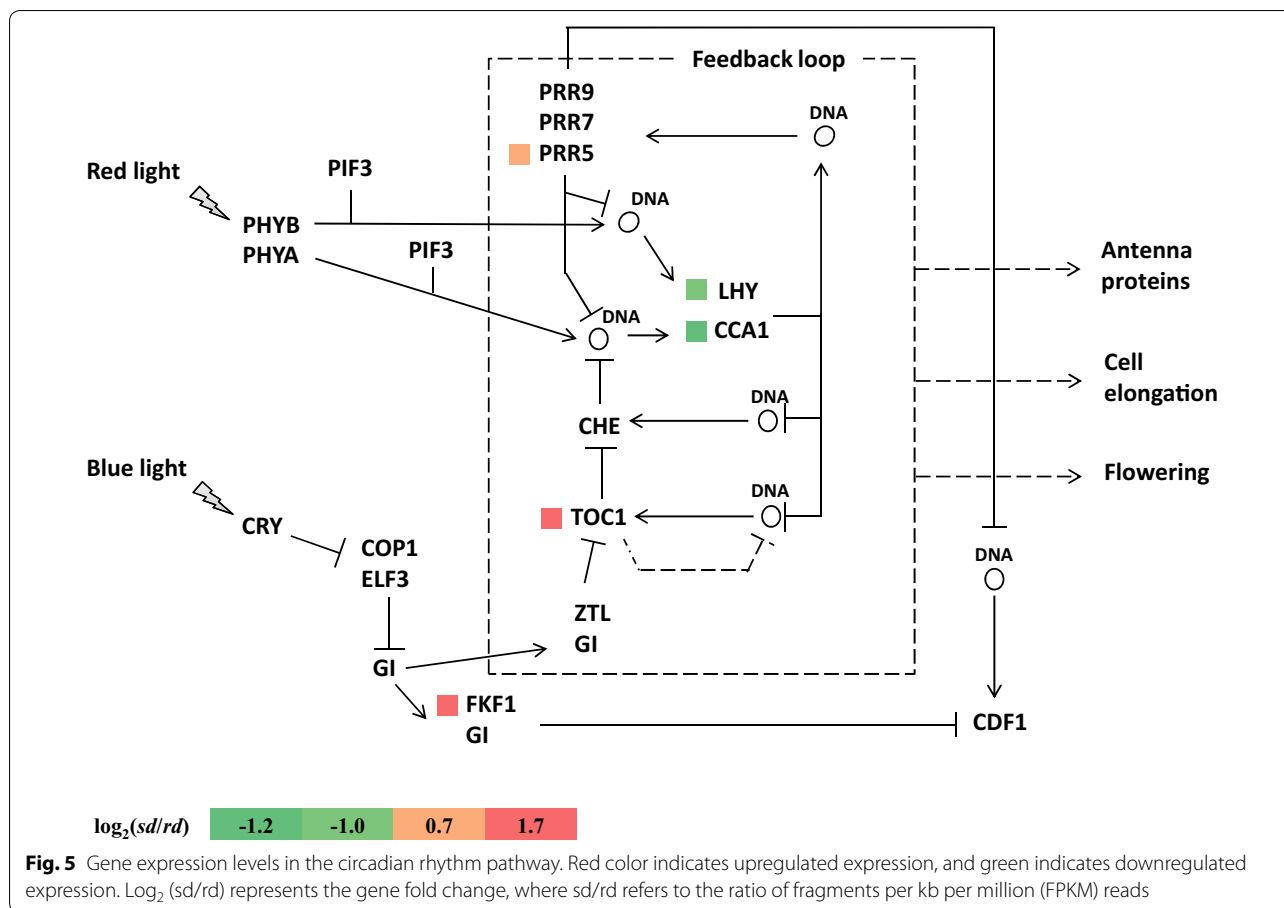 Feedback loop
PRR9
PRR7
PRR5
DNA
Red light
PIF3
PHYB
PHYA
DNA
PIF3
LHY
DNA
CCA1
Antenna
proteins
Cell
elongation
Flowering
DNA
CHE
Blue light
CRY
DNA
TOC1
COP1
ELF3
DNA
ZTL
GI
GI
FKF1
GI
CDF1
log2(sd/rd) -1.2 -1.0 0.7 1.7
Fig. 5 Gene expression levels in the circadian rhythm pathway. Red color indicates upregulated expression, and green indicates downregulated
expression. Log2 (sd/rd) represents the gene fold change, where sd/rd refers to the ratio of fragments per kb per million (FPKM) reads